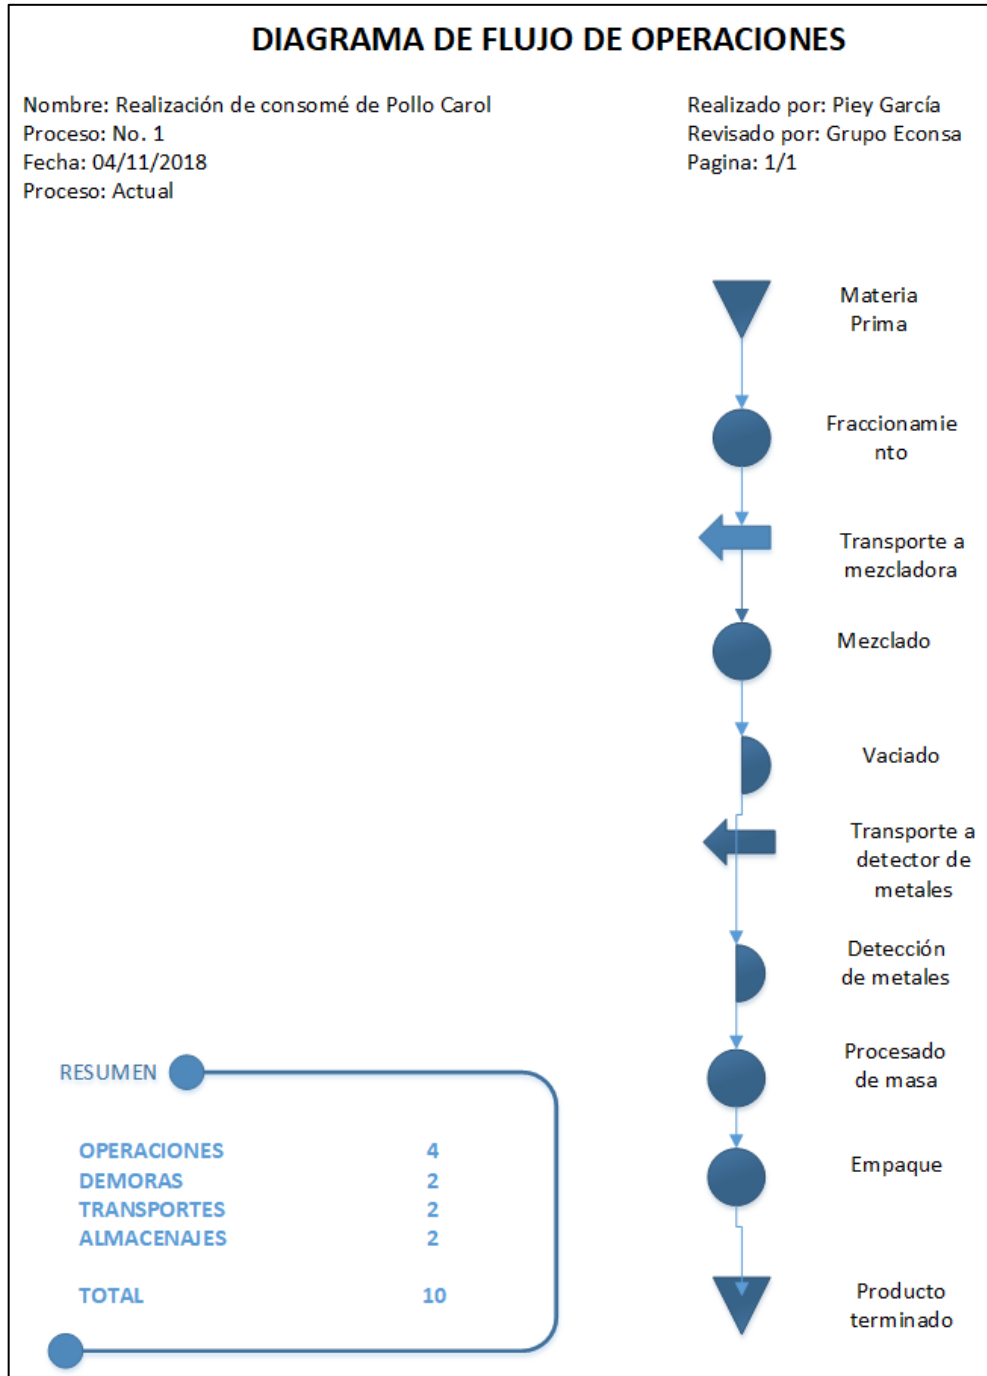 DIAGRAMA DE FLUJO DE OPERACIONES
Nombre: Realización de consomé de Pollo Carol
Proceso: No. 1
Fecha: 04/11/2018
Proceso: Actual
Realizado por: Piey García
Revisado por: Grupo Econsa
Pagina: 1/1
Materia
Prima
Fraccionamie
nto
Transporte a
mezcladora
Mezclado
Vaciado
Transporte a
detector de
metales
Detección
de metales
Procesado
de masa
Empaque
Producto
terminado
RESUMEN
OPERACIONES 4
DEMORAS 2
TRANSPORTES 2
ALMACENAJES 2
TOTAL 10